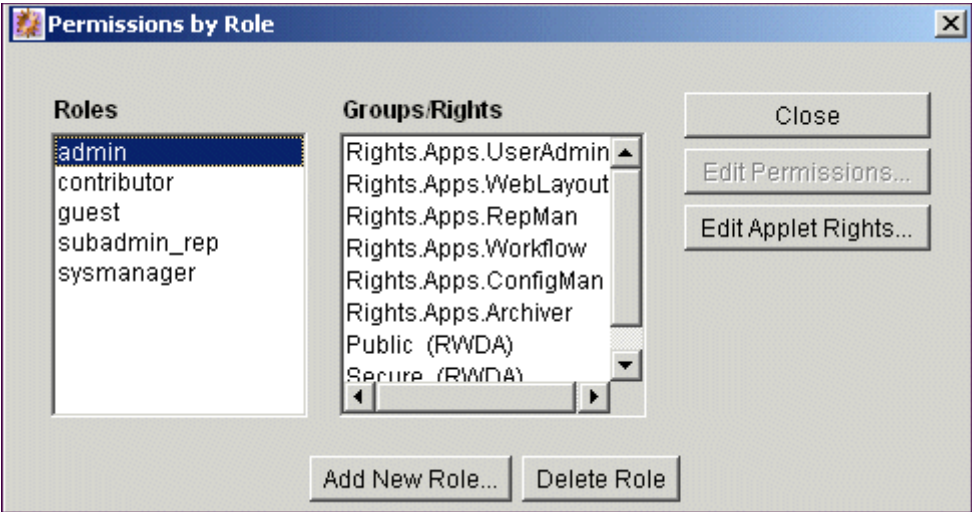 Permissions by Role
Roles
admin
contributor
guest
subadmin_rep
sysmanager
Groups/Rights
Rights.Apps.UserAdmin
Rights.Apps.WebLayout
Rights.Apps.RepMan
Rights.Apps.Workflow
Rights.Apps.ConfigMan
Rights.Apps.Archiver
Public (RWDA)
Secure (RWDA)
Close
Edit Permissions...
Edit Applet Rights...
Add New Role...
Delete Role